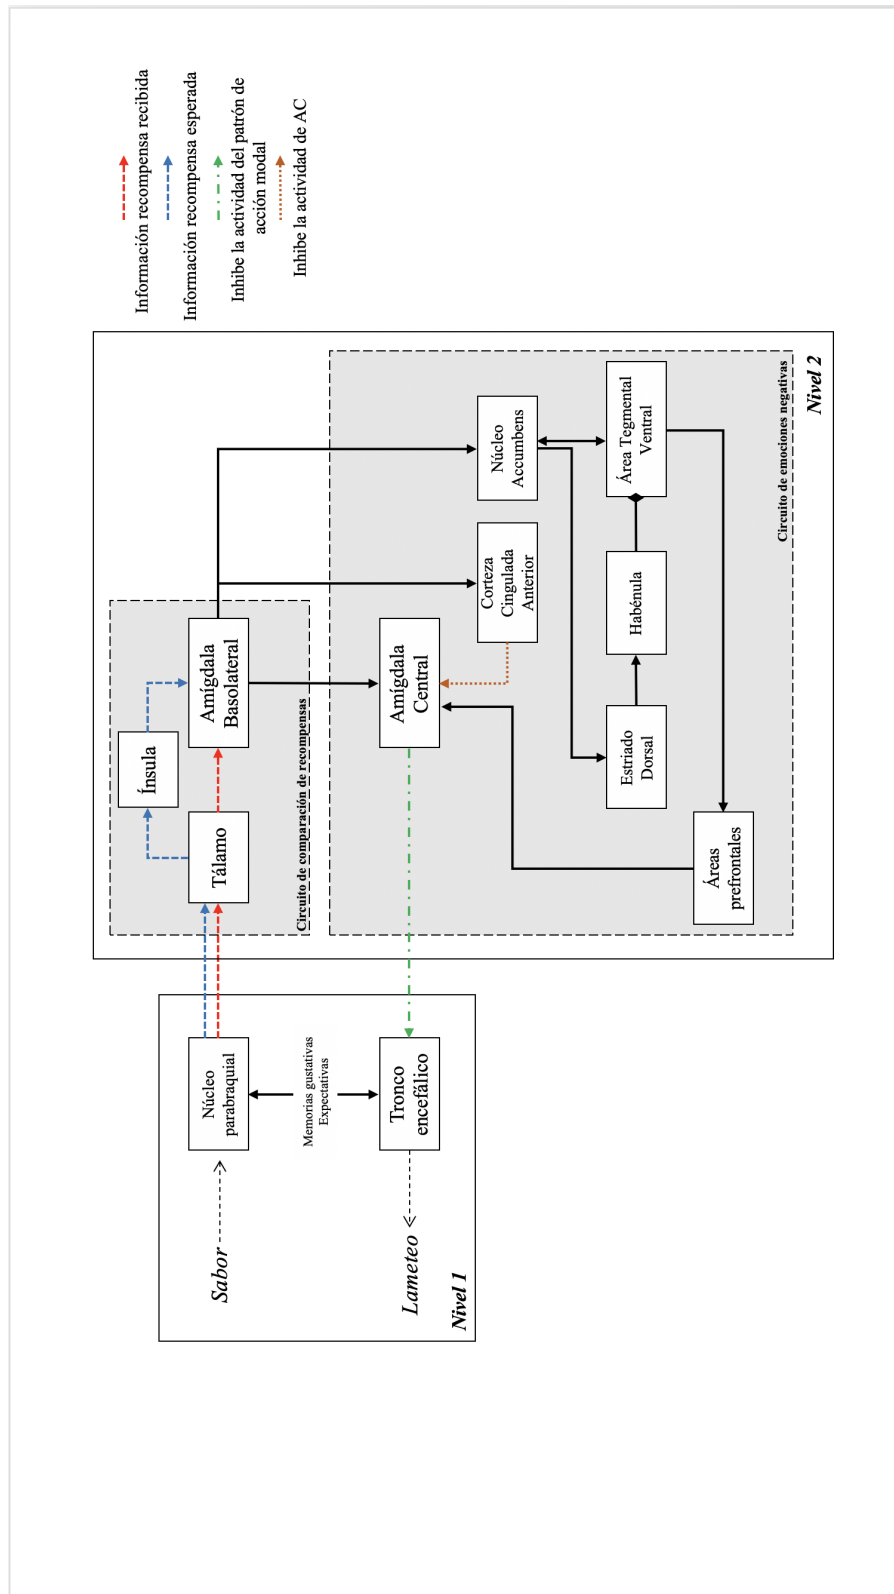 Información recompensa recibida
Información recompensa esperada
Inhibe la actividad del patrón de
acción modal
Inhibe la actividad de AC
Sabor
Núcleo
parabraquial
Memorias gustativas
Expectativas
Tronco
encefálico
Lameteo
Nivel 1
Tálamo
Ínsula
Amígdala
Basolateral
Circuito de comparación de recompensas
Amígdala
Central
Corteza
Cingulada
Anterior
Núcleo
Accumbens
Estriado
Dorsal
Habénula
Área Tegmental
Ventral
Áreas
prefrontales
Circuito de emociones negativas
Nivel 2